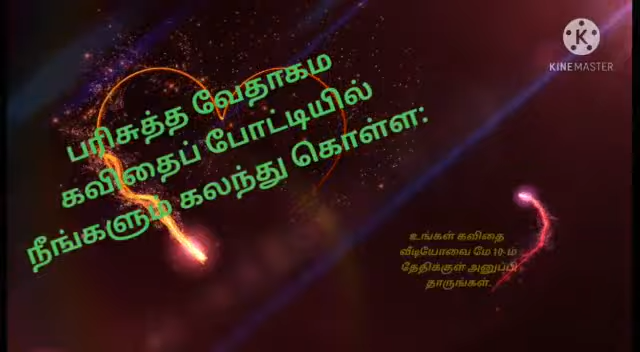 பரிசுத்த வேதாகம
கவிதைப் போட்டியில்
நீங்களும் கலந்து கொள்ள:
உங்கள் கவிதை
வீடியோவை மே 10-ம்
தேதிக்குள் அனுப்பி
தாருங்கள்.
K
KINEMASTER